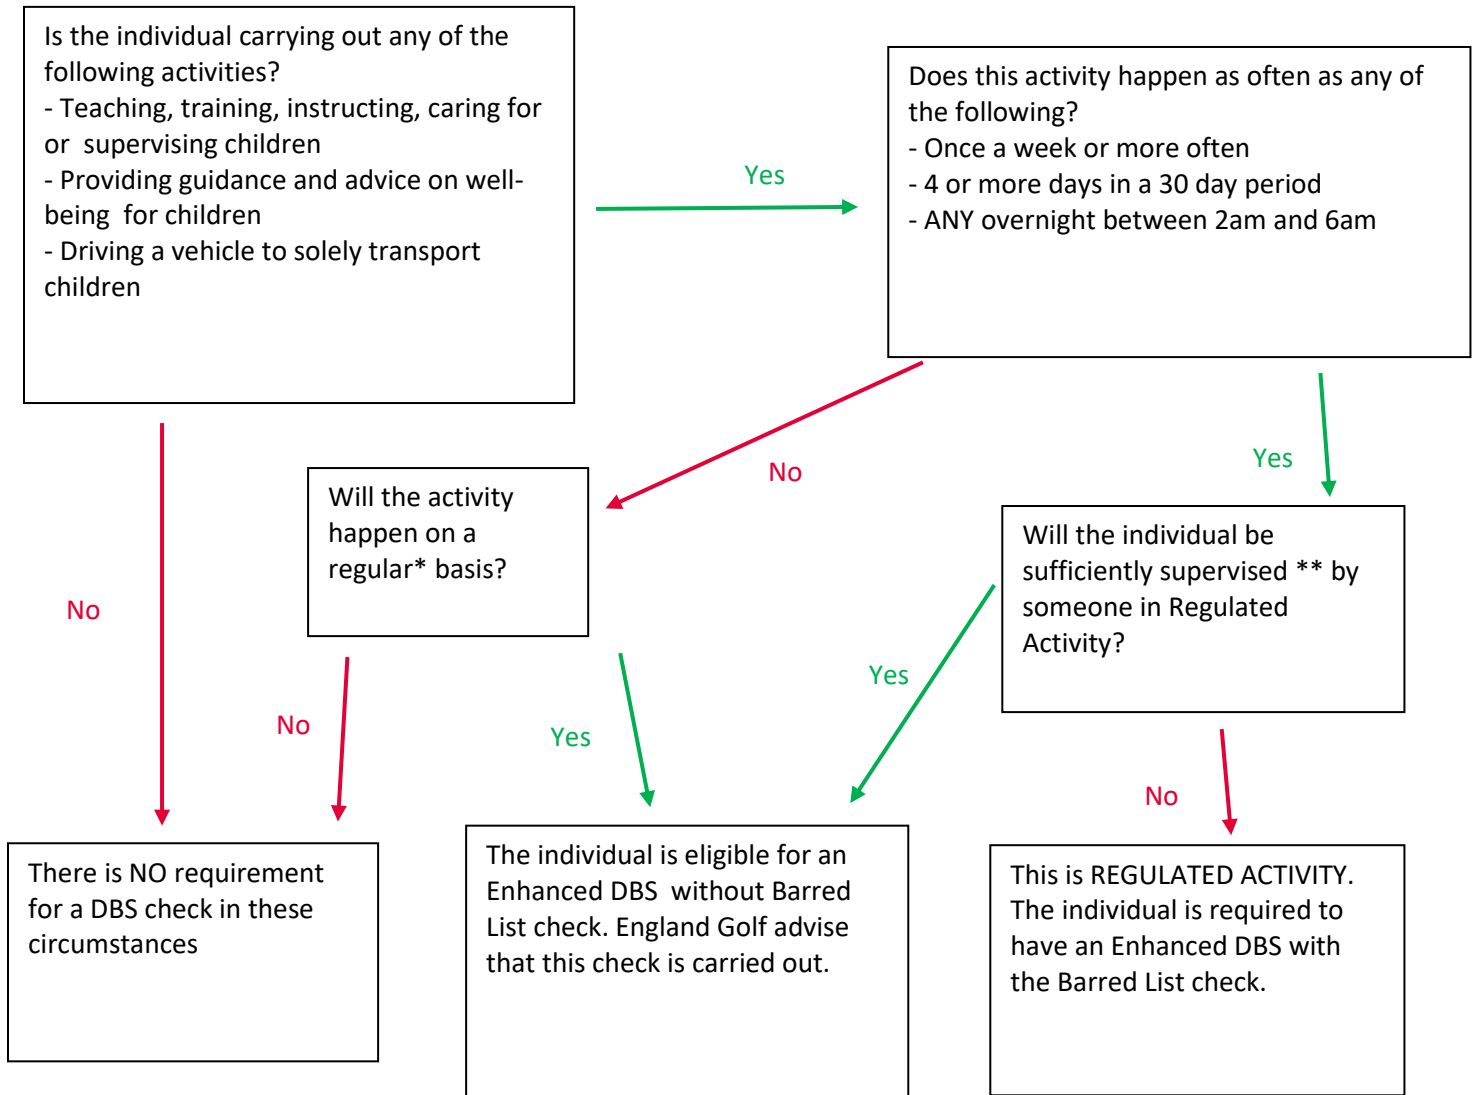 Is the individual carrying out any of the
following activities?
- Teaching, training, instructing, caring for
or  supervising children
- Providing guidance and advice on well-
being  for children
- Driving a vehicle to solely transport
children
Yes
Does this activity happen as often as any of
the following?
- Once a week or more often
- 4 or more days in a 30 day period
- ANY overnight between 2am and 6am
No
Will the activity
happen on a
regular* basis?
No
Yes
Will the individual be
sufficiently supervised ** by
someone in Regulated
Activity?
No
Yes
Yes
No
There is NO requirement
for a DBS check in these
circumstances
The individual is eligible for an
Enhanced DBS  without Barred
List check. England Golf advise
that this check is carried out.
This is REGULATED ACTIVITY.
The individual is required to
have an Enhanced DBS with
the Barred List check.